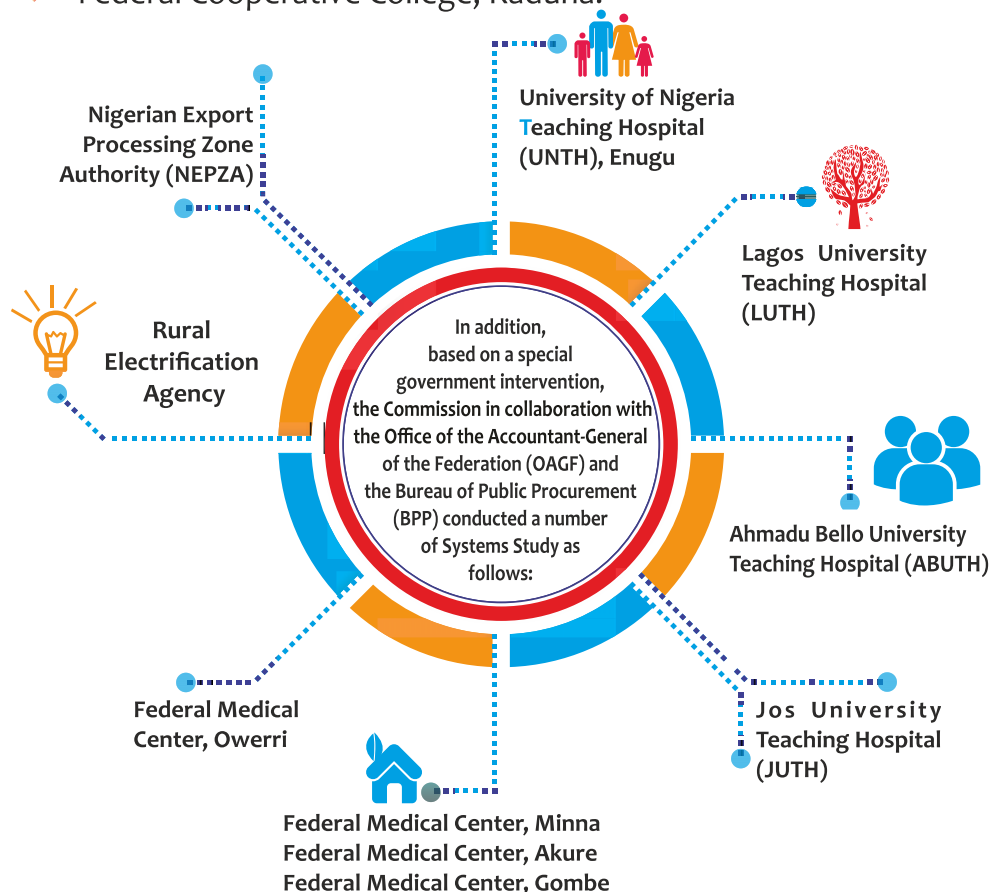 Federal Cooperative College, Kaduna.
University of Nigeria
Teaching Hospital
(UNTH), Enugu
Nigerian Export
Processing Zone
Authority (NEPZA)
Lagos University
Teaching Hospital
(LUTH)
Rural
Electrification
Agency
In addition,
based on a special
government intervention,
the Commission in collaboration with
the Office of the Accountant-General
of the Federation (OAGF) and
the Bureau of Public Procurement
(BPP) conducted a number
of Systems Study as
follows:
Ahmadu Bello University
Teaching Hospital (ABUTH)
Jos University
Teaching Hospital
(JUTH)
Federal Medical
Center, Owerri
Federal Medical Center, Minna
Federal Medical Center, Akure
Federal Medical Center, Gombe